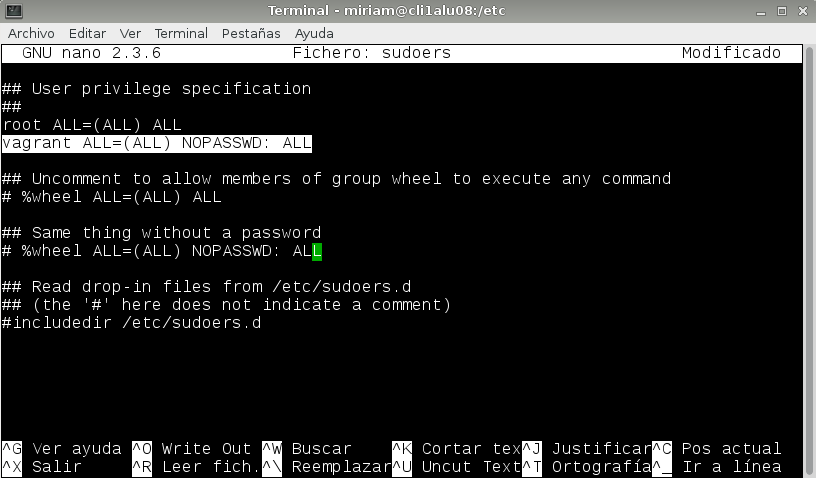 Terminal - miriam@cli1alu08:/etc
Archivo Editar Ver Terminal Pestañas Ayuda
GNU nano 2.3.6 Fichero: sudoers Modificado
## User privilege specification
##
root ALL=(ALL) ALL
vagrant ALL=(ALL) NOPASSWD: ALL
## Uncomment to allow members of group wheel to execute any command
# %wheel ALL=(ALL) ALL
## Same thing without a password
# %wheel ALL=(ALL) NOPASSWD: ALL
## Read drop-in files from /etc/sudoers.d
## (the '#' here does not indicate a comment)
#includedir /etc/sudoers.d
^G Ver ayuda ^O Write Out ^W Buscar ^K Cortar tex^J Justificar^C Pos actual
^X Salir ^R Leer fich.^\ Reemplazar^U Uncut Text^T Ortografía^_ Ir a línea